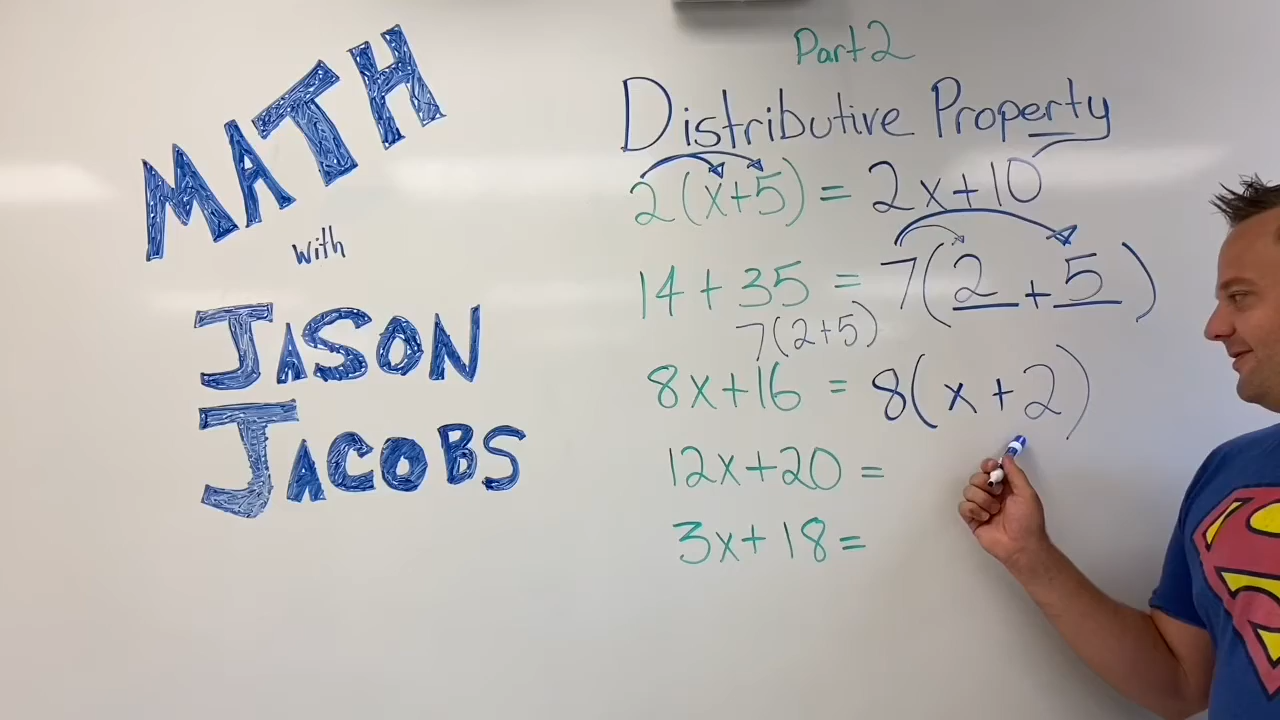 MATH
with
JASON
JACOBS
Part 2
Distributive Property
2(x+5) = 2x+10
14+35 = 7(2+5)
7(2+5)
8x+16 = 8(x+2)
12x+20 =
3x+18=